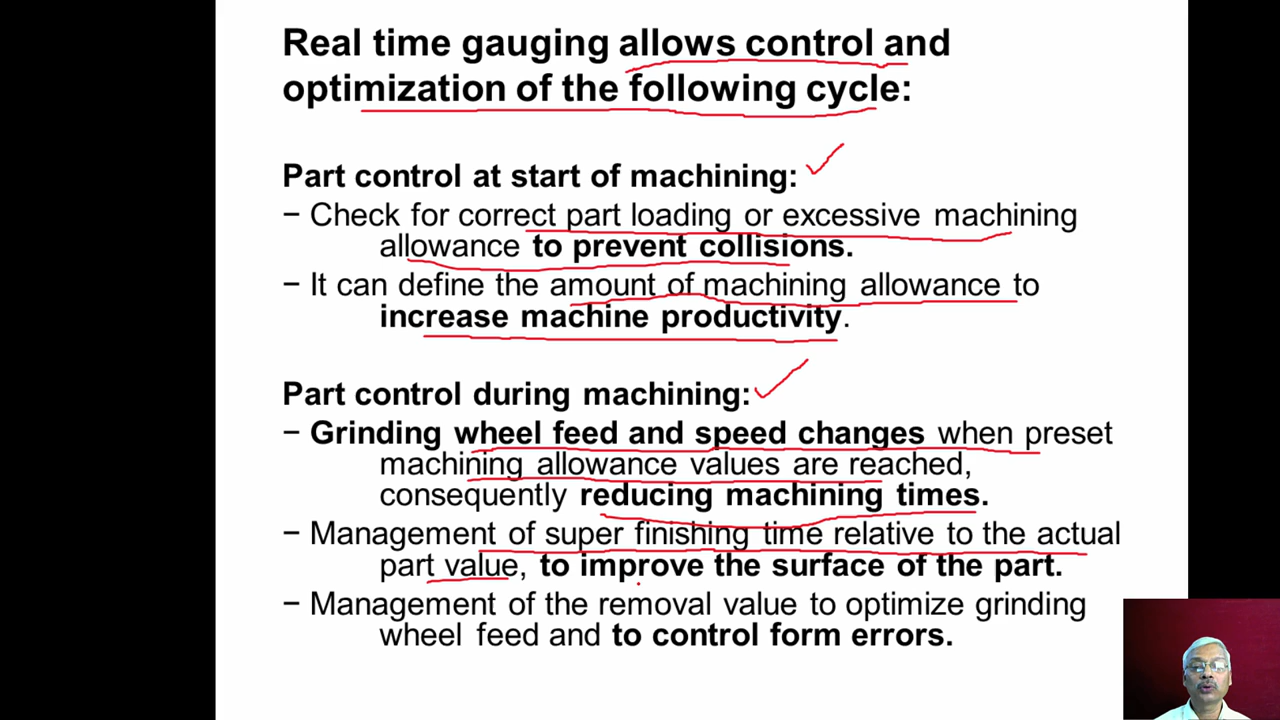 Real time gauging allows control and
optimization of the following cycle:
Part control at start of machining:
– Check for correct part loading or excessive machining
allowance to prevent collisions.
– It can define the amount of machining allowance to
increase machine productivity.
Part control during machining:
– Grinding wheel feed and speed changes when preset
machining allowance values are reached,
consequently reducing machining times.
– Management of super finishing time relative to the actual
part value, to improve the surface of the part.
– Management of the removal value to optimize grinding
wheel feed and to control form errors.